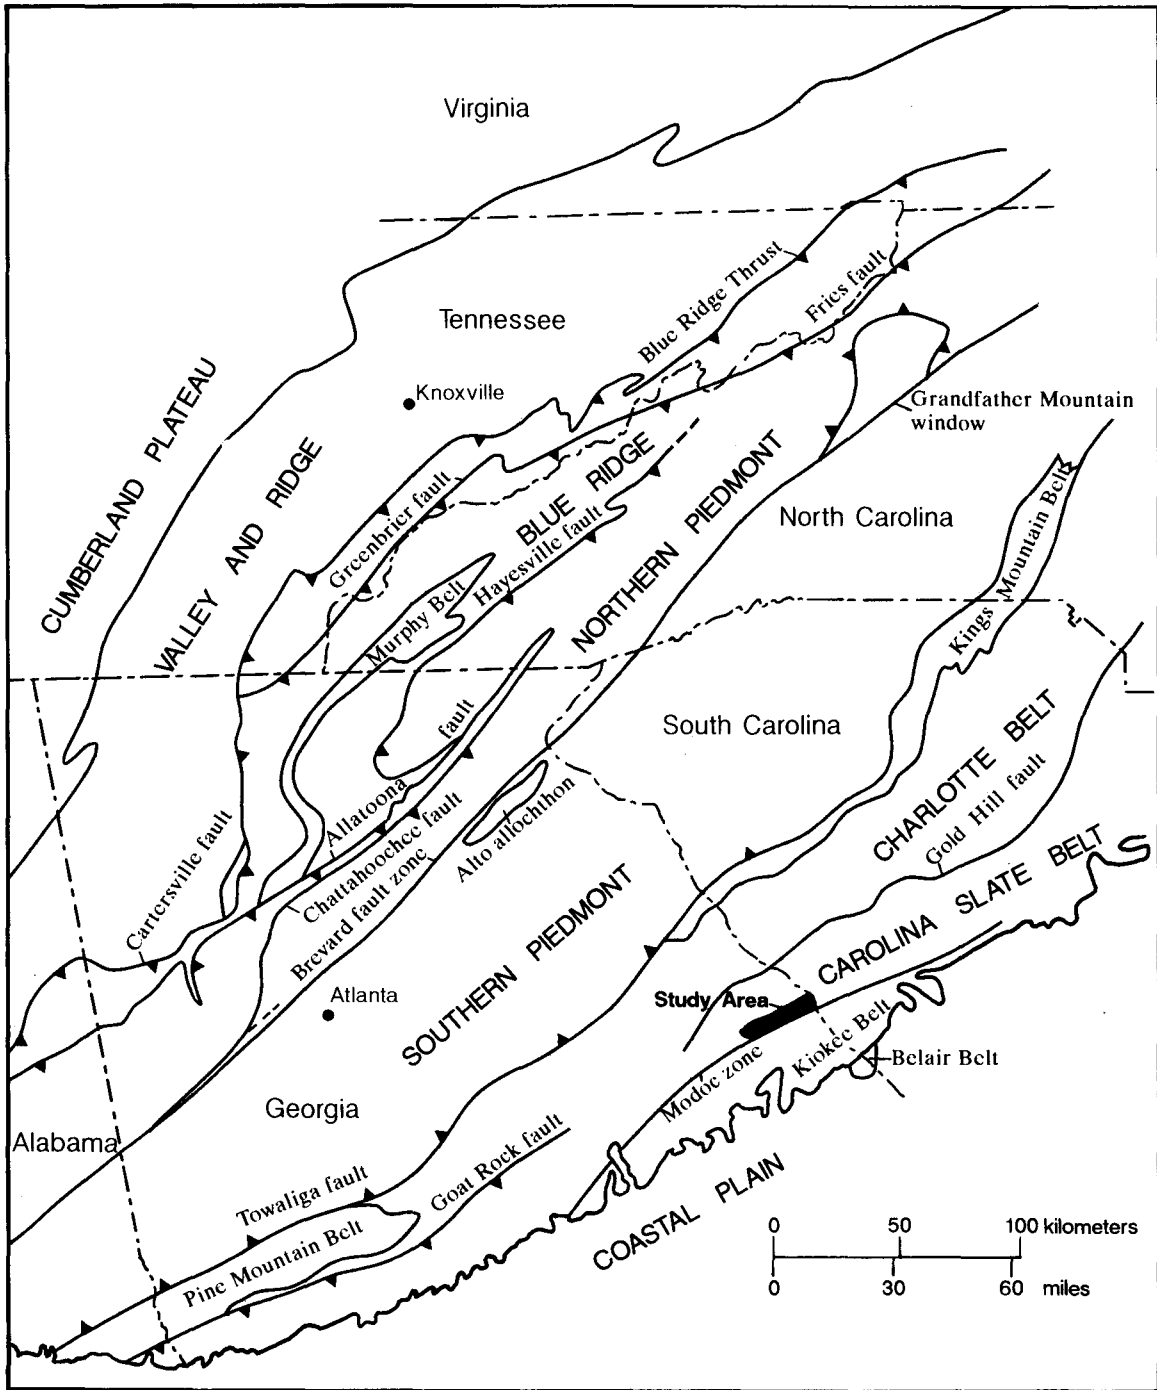 Virginia
Tennessee
Blue Ridge Thrust
Fries fault
CUMBERLAND PLATEAU
VALLEY AND RIDGE
Knoxville
Grandfather Mountain
window
Greenbrier fault
BLUE RIDGE
Hayesville fault
Murphy Belt
NORTHERN PIEDMONT
North Carolina
Kings Mountain Belt
South Carolina
CHARLOTTE BELT
Gold Hill fault
CAROLINA SLATE BELT
Allatoona fault
Chattahoochee fault
Brevard fault zone
Alto allochthon
Cartersville fault
Atlanta
SOUTHERN PIEDMONT
Study Area
Modoc zone
Kiokee Belt
Belair Belt
Georgia
Alabama
Towaliga fault
Goat Rock fault
Pine Mountain Belt
COASTAL PLAIN
0 50 100 kilometers
0 30 60 miles